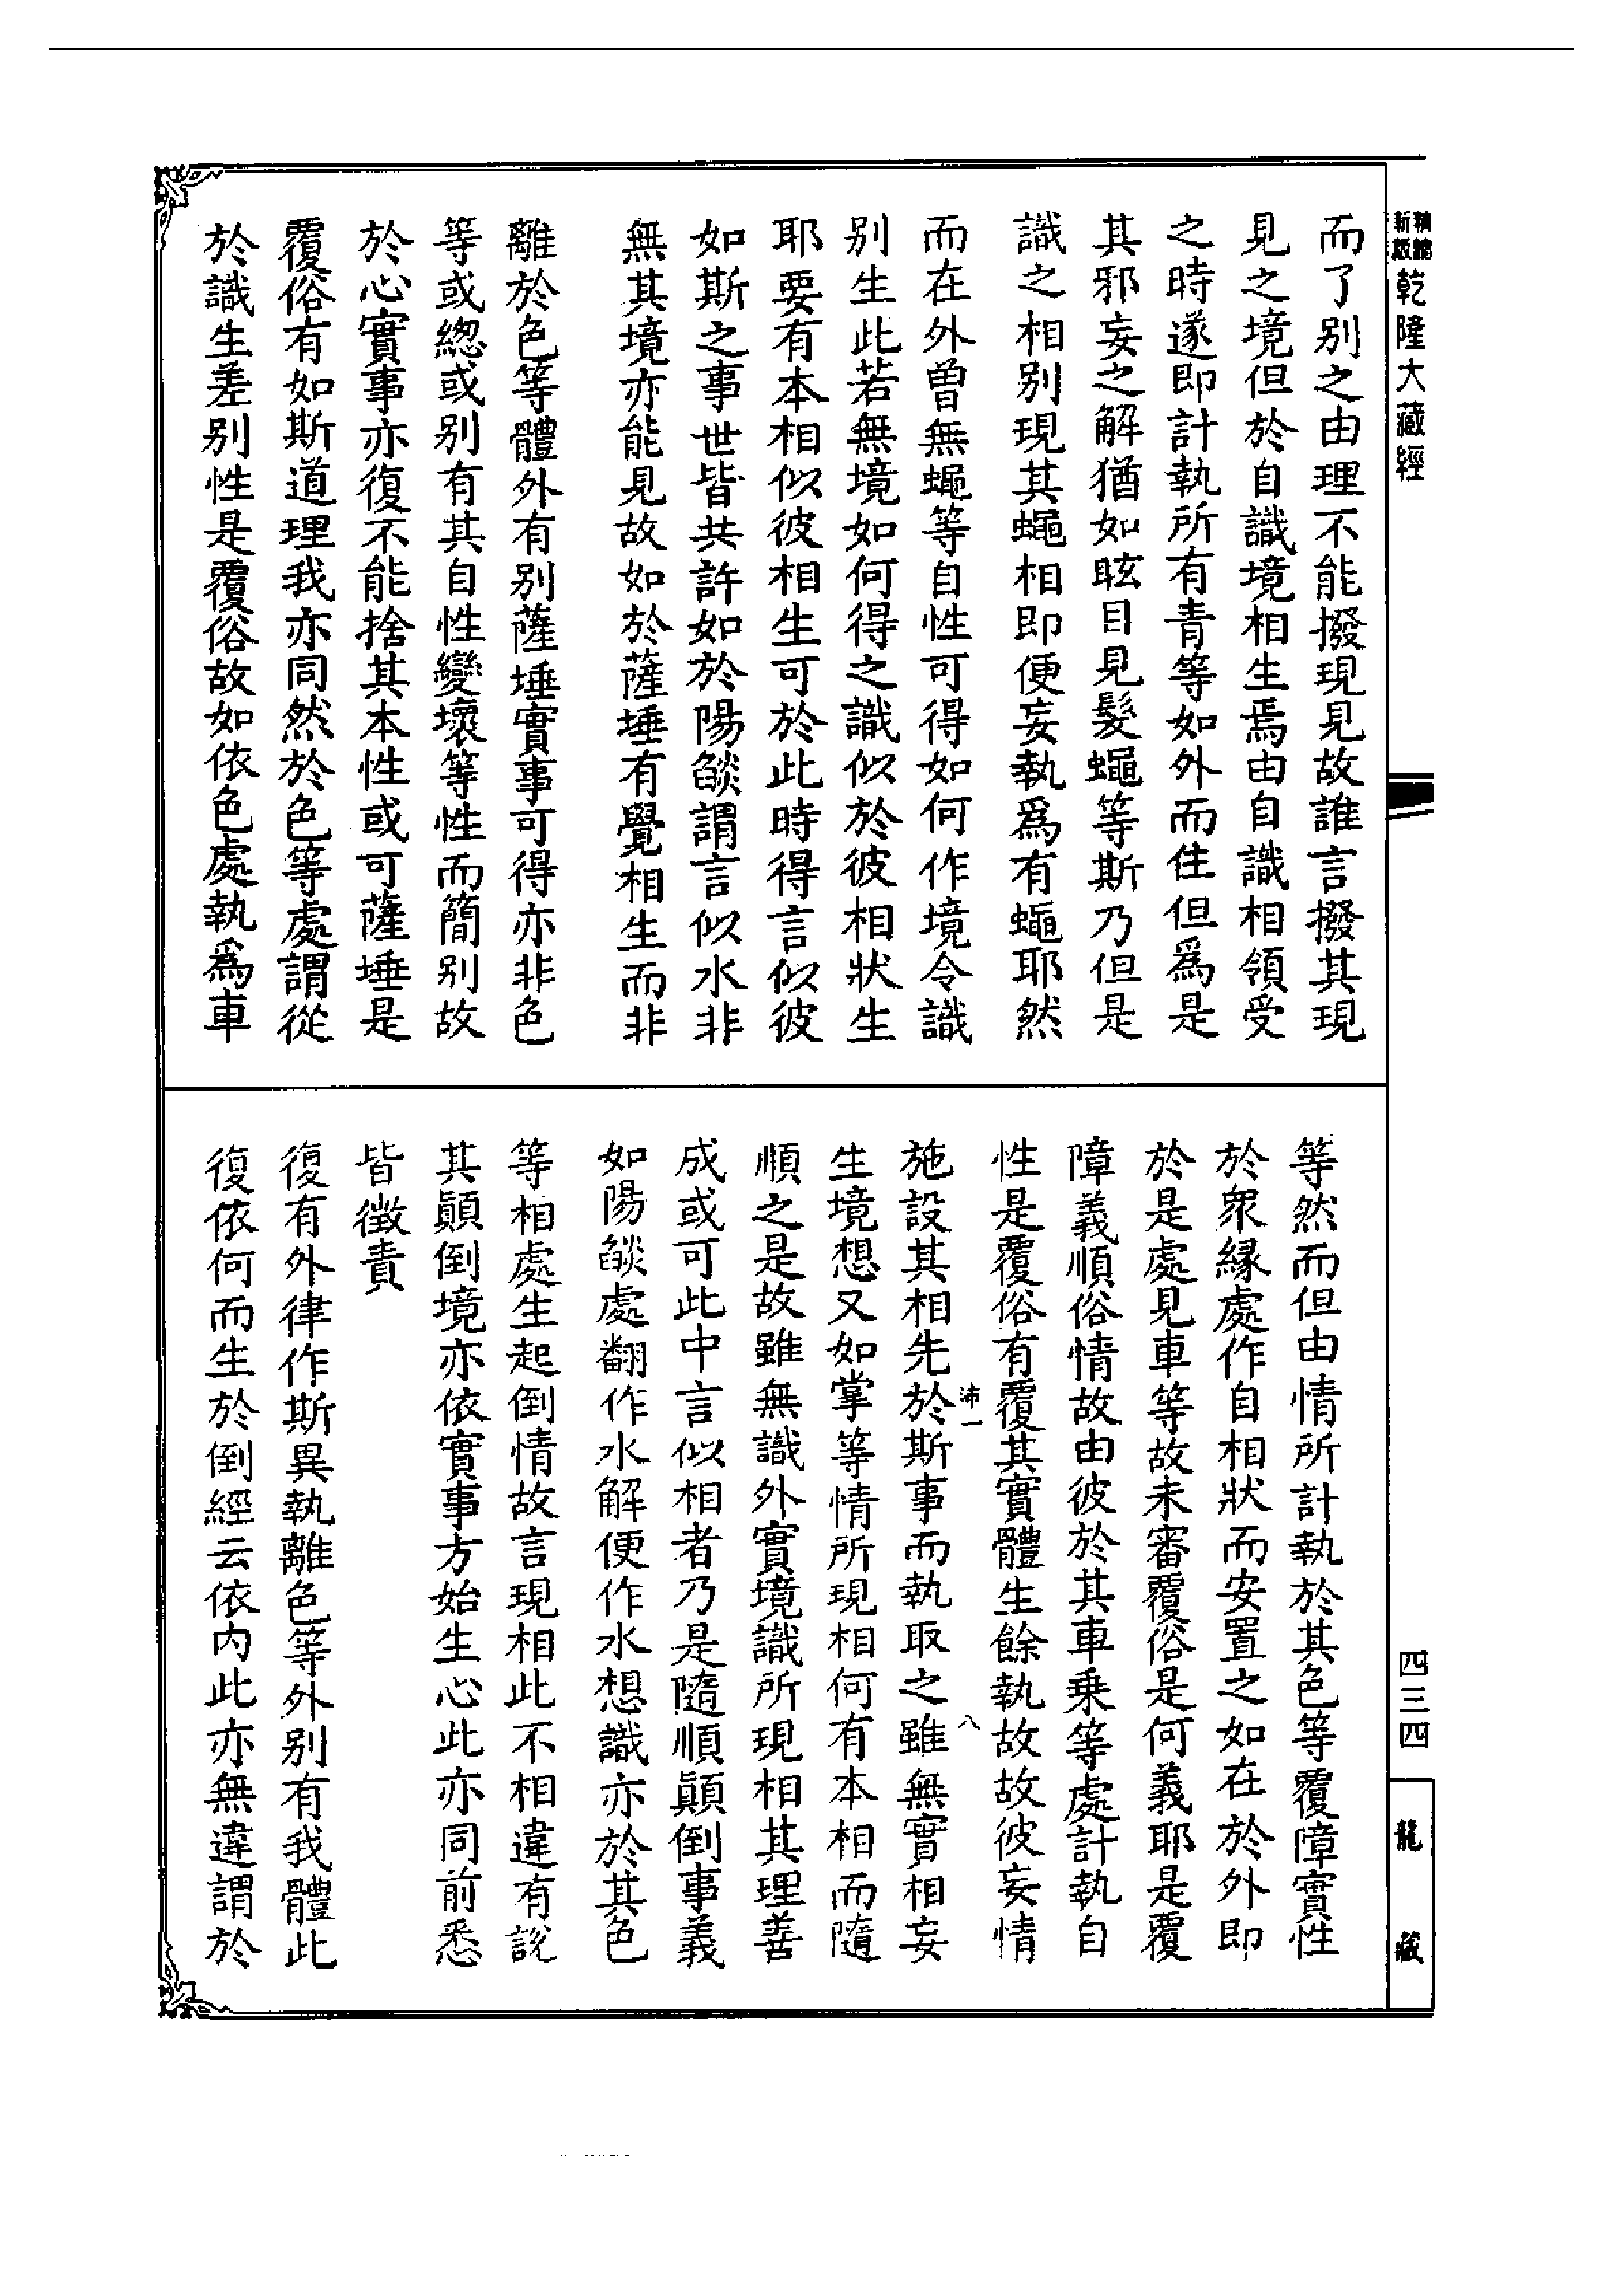 新版
乾隆大藏經
而了别之由理不能撥現見故誰言撥其現
見之境但於自識境相生焉由自識相領受
之時遂即計執所有青等如外而住但爲是
其邪妄之解猶如眩目見髮蠅等斯乃但是
識之相别現其蠅相即便妄執爲有蠅耶然
而在外曾無蠅等自性可得如何作境令識
别生此若無境如何得之識似於彼相狀生
耶要有本相似彼相生可於此時得言似彼
如斯之事世皆共許如於陽燄謂言似水非
無其境亦能見故如於薩埵有覺相生而非
離於色等體外有别薩埵實事可得亦非色
等或總或别有其自性變壞等性而簡别故
於心實事亦復不能捨其本性或可薩埵是
覆俗有如斯道理我亦同然於色等處謂從
於識生差别性是覆俗故如依色處執爲車
等然而但由情所計執於其色等覆障實性
於衆緣處作自相狀而安置之如在於外即
於是處見車等故未審覆俗是何義耶是覆
障義順俗情故由彼於其車乗等處計執自
性是覆俗有覆其實體生餘執故故彼妄情
沛一
八
施設其相先於斯事而執取之雖無實相妄
生境想又如掌等情所現相何有本相而隨
順之是故雖無識外實境識所現相其理善
成或可此中言似相者乃是隨順顛倒事義
如陽燄處翻作水解便作水想識亦於其色
等相處生起倒情故言現相此不相違有說
其顛倒境亦依實事方始生心此亦同前悉
皆徵責
復有外律作斯異執離色等外别有我體此
復依何而生於倒經云依内此亦無違謂於
四三四
龍藏